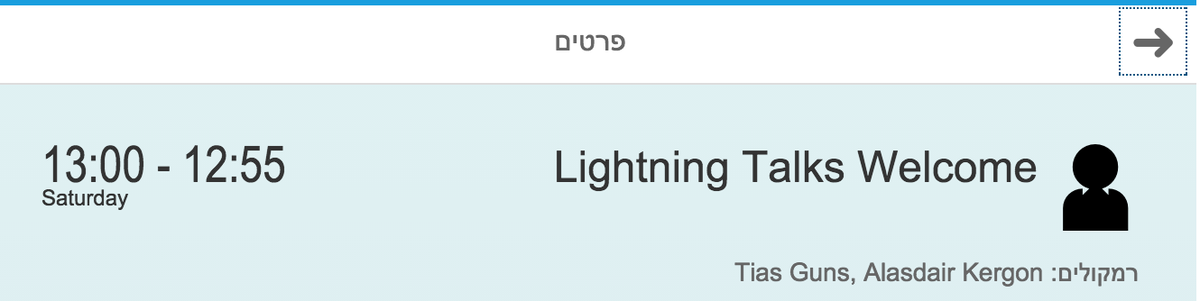 פרטים
Lightning Talks Welcome
13:00 - 12:55
Saturday
רמקולים: Tias Guns, Alasdair Kergon